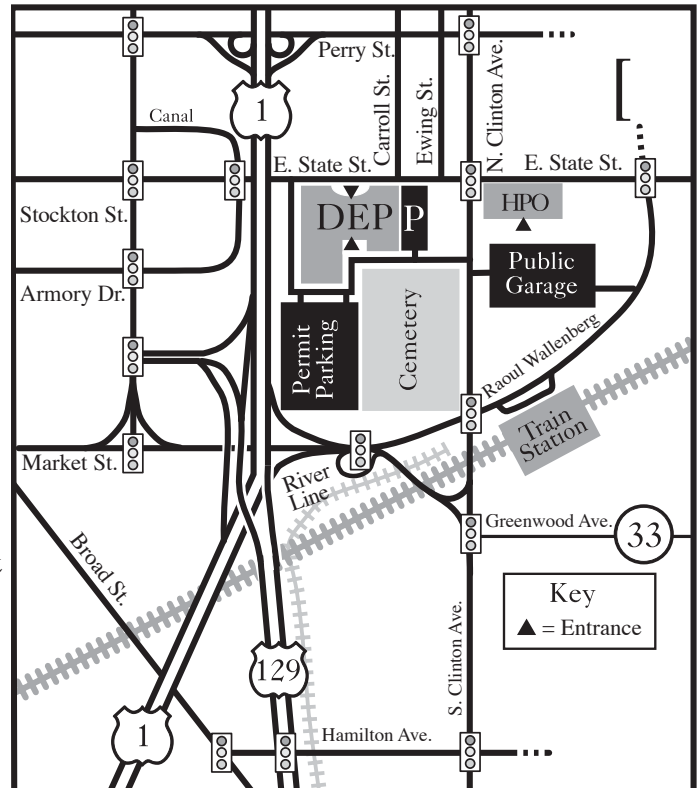 Perry St.
1
Canal
Carroll St.
Ewing St.
N. Clinton Ave.
E. State St.
E. State St.
Stockton St.
DEP
P
HPO
Public
Garage
Armory Dr.
Permit
Parking
Cemetery
Raoul Wallenberg
Train
Station
Market St.
River
Line
Greenwood Ave.
33
Broad St.
Key
▲ = Entrance
S. Clinton Ave.
129
1
Hamilton Ave.